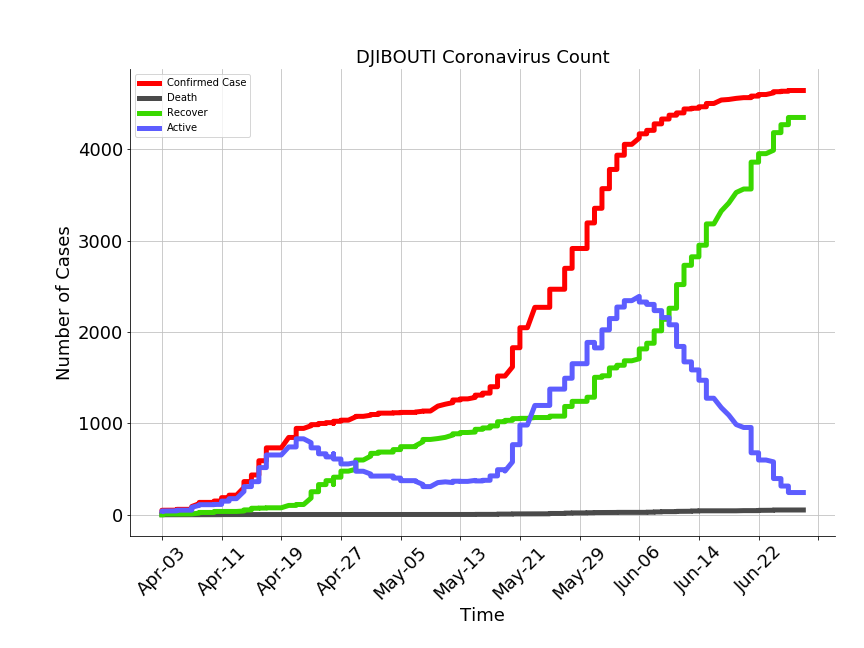 DJIBOUTI Coronavirus Count
Confirmed Case
Death
Recover
Active
4000
3000
2000
1000
0
Number of Cases
Apr-03
Apr-11
Apr-19
Apr-27
May-05
May-13
May-21
May-29
Jun-06
Jun-14
Jun-22
Time